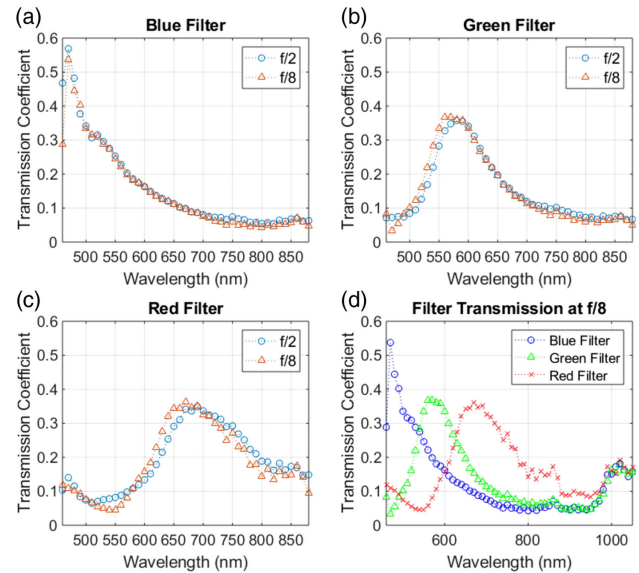 (a)
Blue Filter
0.6
0.5
0.4
0.3
0.2
0.1
0
Transmission Coefficient
500 550 600 650 700 750 800 850
Wavelength (nm)
f/2
f/8
(b)
Green Filter
0.6
0.5
0.4
0.3
0.2
0.1
0
Transmission Coefficient
500 550 600 650 700 750 800 850
Wavelength (nm)
f/2
f/8
(c)
Red Filter
0.6
0.5
0.4
0.3
0.2
0.1
0
Transmission Coefficient
500 550 600 650 700 750 800 850
Wavelength (nm)
f/2
f/8
(d)
Filter Transmission at f/8
0.6
0.5
0.4
0.3
0.2
0.1
0
Transmission Coefficient
600 800 1000
Wavelength (nm)
Blue Filter
Green Filter
Red Filter